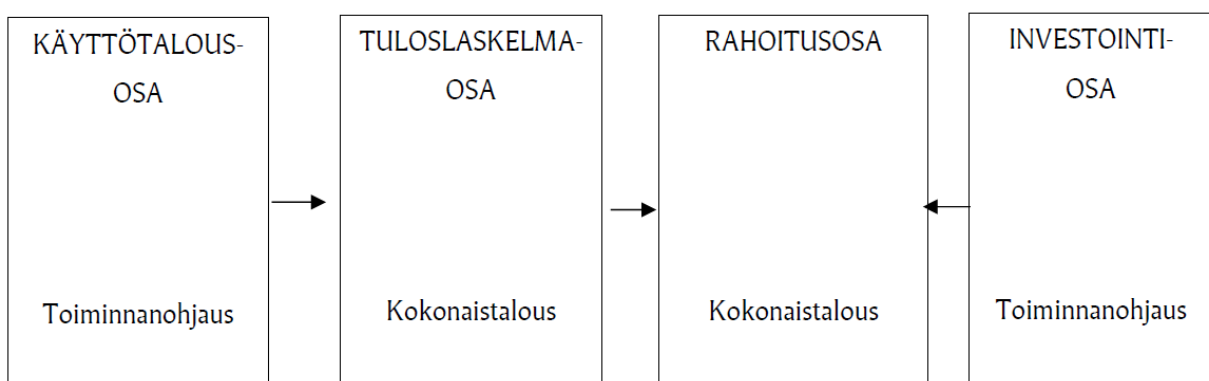 KÄYTTÖTALOUS-
OSA
Toiminnanohjaus
TULOSLASKELMA-
OSA
Kokonaistalous
RAHOITUSOSA
Kokonaistalous
INVESTOINTI-
OSA
Toiminnanohjaus